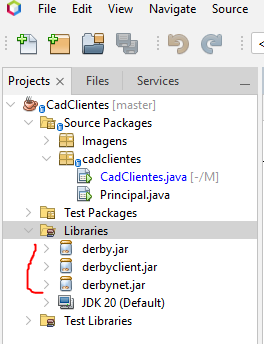 Edit View Navigate Source
Projects × Files Services
CadClientes [master]
Source Packages
Imagens
cadclientes
CadClientes.java [-/M]
Principal.java
Test Packages
Libraries
derby.jar
derbyclient.jar
derbynet.jar
JDK 20 (Default)
Test Libraries